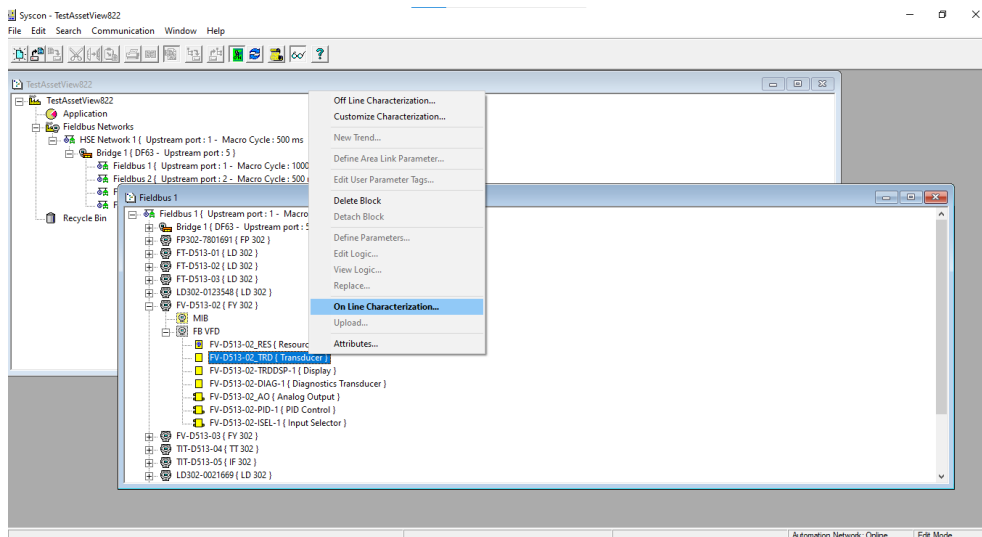 Syscon - TestAssetView822
File Edit Search Communication Window Help
TestAssetView822
TestAssetView822
Application
Fieldbus Networks
HSE Network 1 { Upstream port : 1 - Macro Cycle : 500 ms
Bridge 1 { DF63 - Upstream port : 5 }
Fieldbus 1 { Upstream port : 1 - Macro Cycle : 1000
Fieldbus 2 { Upstream port : 2 - Macro Cycle : 500
F
F
Recycle Bin
Off Line Characterization...
Customize Characterization...
New Trend...
Define Area Link Parameter...
Edit User Parameter Tags...
Delete Block
Detach Block
Define Parameters...
Edit Logic...
View Logic...
Replace...
On Line Characterization...
Upload...
Attributes...
Fieldbus 1
Fieldbus 1 { Upstream port : 1 - Macro
Bridge 1 { DF63 - Upstream port : 5
FP302-7801691 { FP 302 }
FT-D513-01 { LD 302 }
FT-D513-02 { LD 302 }
FT-D513-03 { LD 302 }
LD302-0123548 { LD 302 }
FV-D513-02 { FY 302 }
MIB
FB VFD
FV-D513-02_RES { Resourc
FV-D513-02_TRD { Transducer }
FV-D513-02-TRDDSP-1 { Display }
FV-D513-02-DIAG-1 { Diagnostics Transducer }
FV-D513-02_AO { Analog Output }
FV-D513-02-PID-1 { PID Control }
FV-D513-02-ISEL-1 { Input Selector }
FV-D513-03 { FY 302 }
TIT-D513-04 { TT 302 }
TIT-D513-05 { IF 302 }
LD302-0021669 { LD 302 }
Automation Network: Online Edit Mode